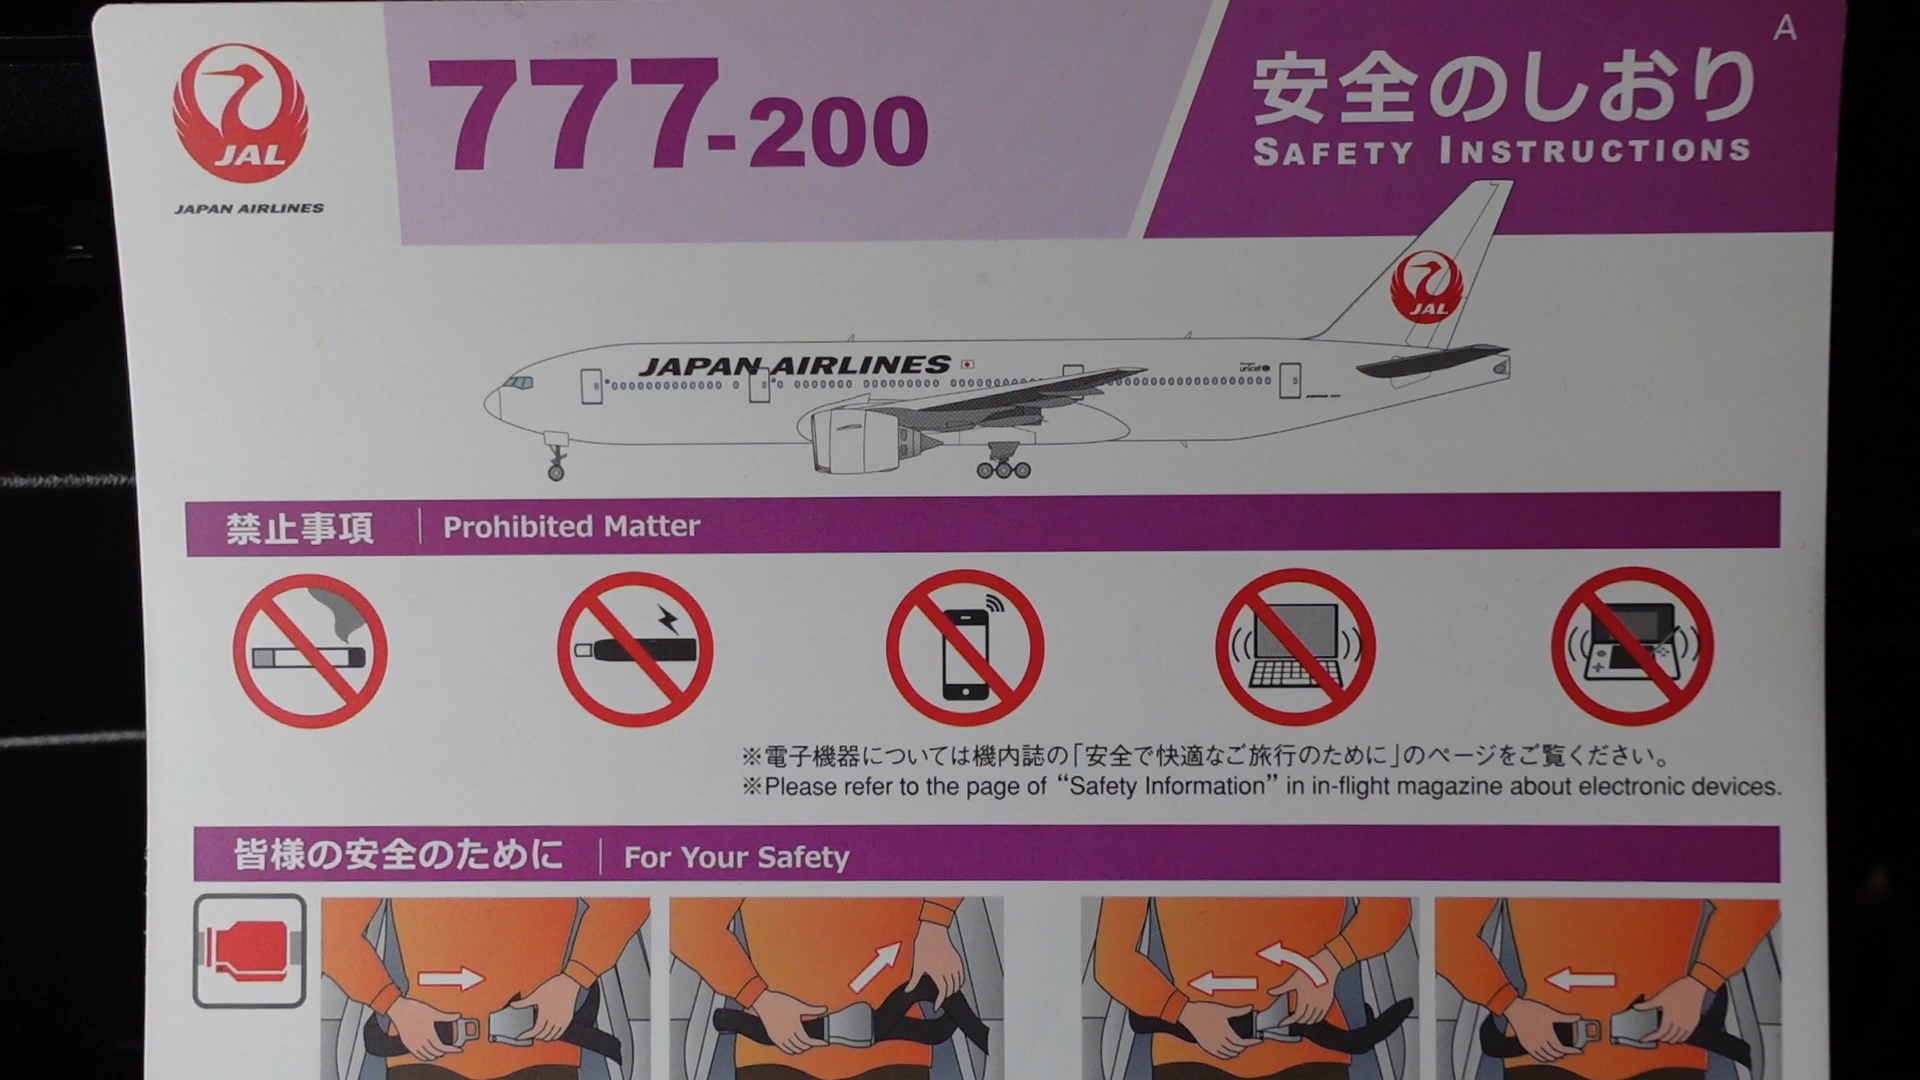 JAL
JAPAN AIRLINES
777-200
安全のしおり
SAFETY INSTRUCTIONS
A
JAL
JAPAN AIRLINES
unicef
禁止事項 | Prohibited Matter
※電子機器については機内誌の「安全で快適なご旅行のために」のページをご覧ください。
※Please refer to the page of “Safety Information” in in-flight magazine about electronic devices.
皆様の安全のために | For Your Safety